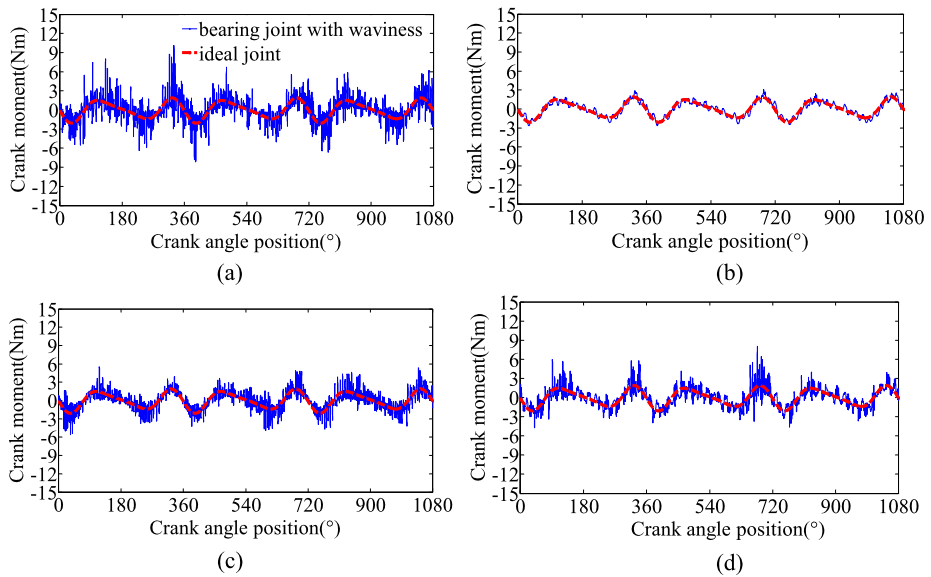 Crank moment(Nm)
15
12
9
6
3
0
-3
-6
-9
-12
-15
bearing joint with waviness
ideal joint
0 180 360 540 720 900 1080
Crank angle position(°)
(a)
Crank moment(Nm)
15
12
9
6
3
0
-3
-6
-9
-12
-15
0 180 360 540 720 900 1080
Crank angle position(°)
(b)
Crank moment(Nm)
15
12
9
6
3
0
-3
-6
-9
-12
-15
0 180 360 540 720 900 1080
Crank angle position(°)
(c)
Crank moment(Nm)
15
12
9
6
3
0
-3
-6
-9
-12
-15
0 180 360 540 720 900 1080
Crank angle position(°)
(d)